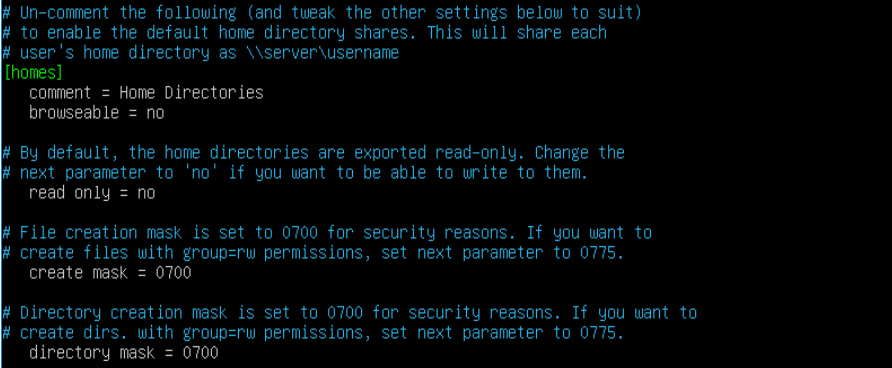 # Un-comment the following (and tweak the other settings below to suit)
# to enable the default home directory shares. This will share each
# user's home directory as \\server\username
[homes]
comment = Home Directories
browseable = no
# By default, the home directories are exported read-only. Change the
# next parameter to 'no' if you want to be able to write to them.
read only = no
# File creation mask is set to 0700 for security reasons. If you want to
# create files with group=rw permissions, set next parameter to 0775.
create mask = 0700
# Directory creation mask is set to 0700 for security reasons. If you want to
# create dirs. with group=rw permissions, set next parameter to 0775.
directory mask = 0700